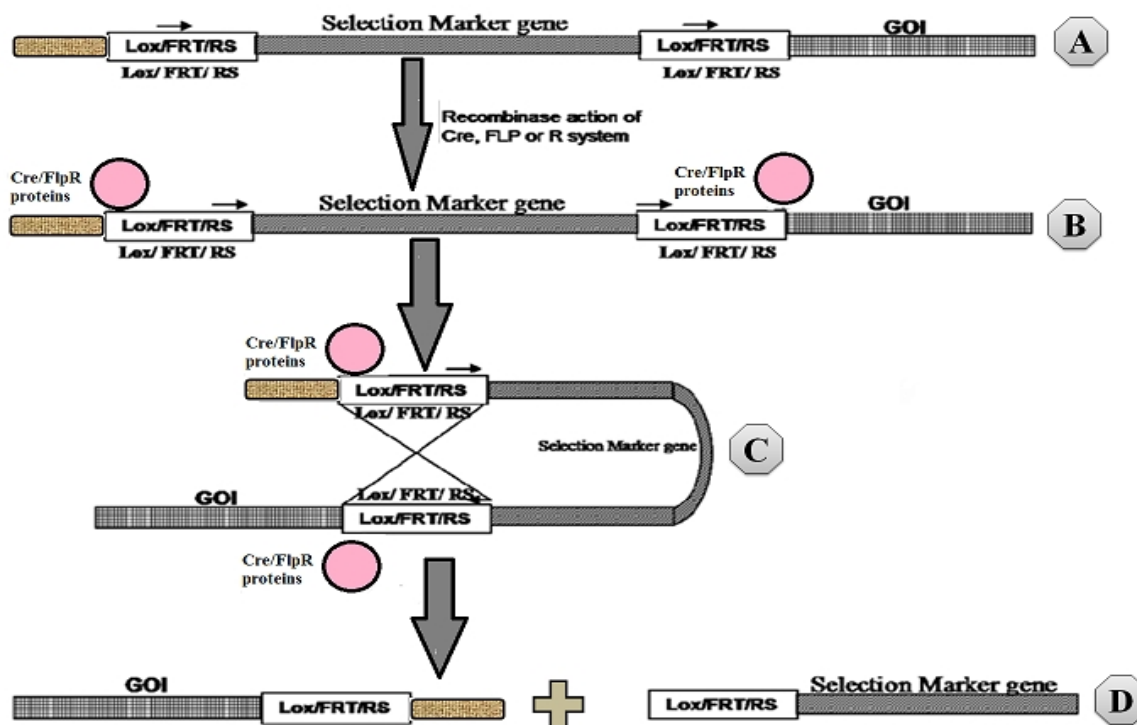 Selection Marker gene
Lox/FRT/RS
Lox/FRT/RS
GOI
A
Lox/ FRT/ RS
Lox/ FRT/ RS
Recombinase action of
Cre, FLP or R system
Cre/FlpR
proteins
Cre/FlpR
proteins
Selection Marker gene
GOI
Lox/FRT/RS
Lox/FRT/RS
B
Lox/ FRT/ RS
Lox/ FRT/ RS
Cre/FlpR
proteins
Lox/FRT/RS
Lox/ FRT/ RS
Selection Marker gene
C
Lox/ FRT/ RS
GOI
Lox/FRT/RS
Cre/FlpR
proteins
GOI
Lox/FRT/RS
Selection Marker gene
Lox/FRT/RS
D